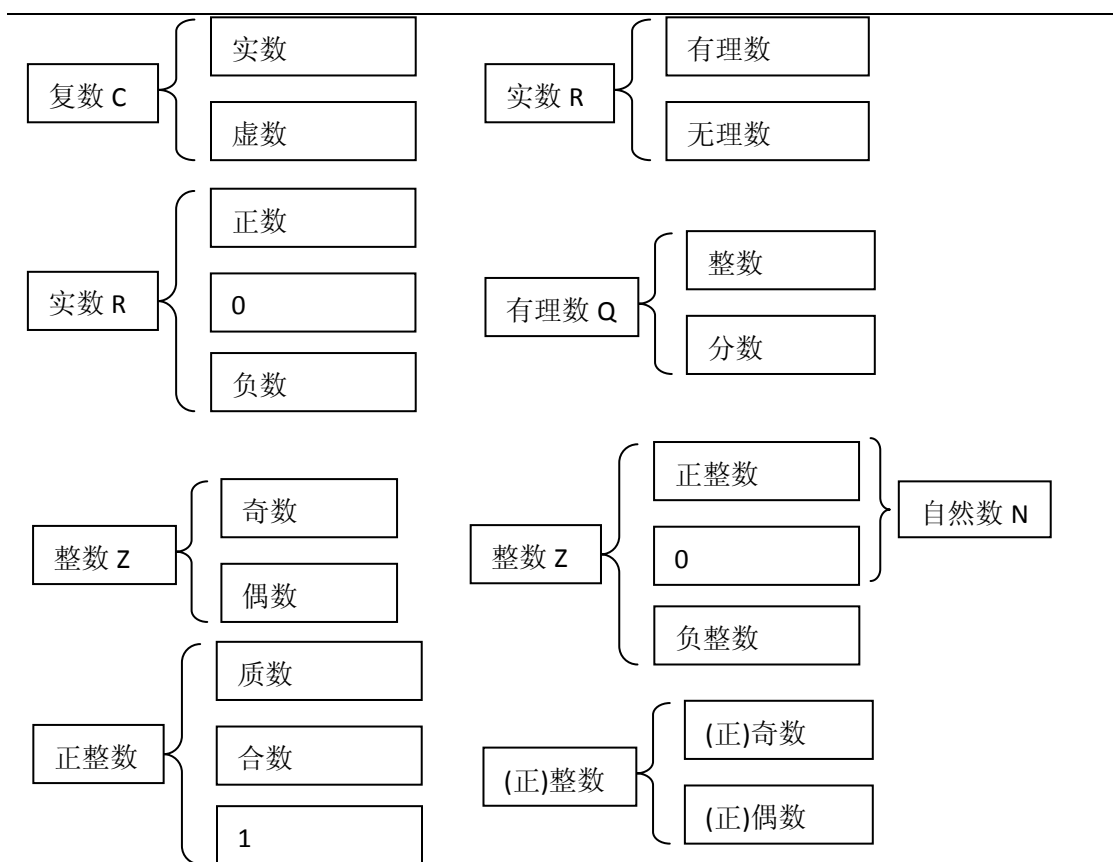 复数 C
实数
虚数
实数 R
有理数
无理数
实数 R
正数
0
负数
有理数 Q
整数
分数
整数 Z
奇数
偶数
整数 Z
正整数
0
负整数
自然数 N
正整数
质数
合数
1
(正)整数
(正)奇数
(正)偶数